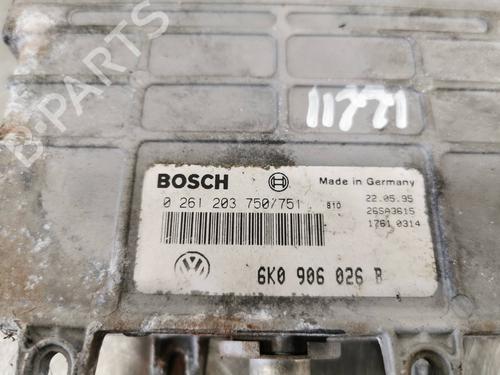 B-PARTS
11771
BOSCH
Made in Germany
0 261 203 750/751 810
22.05.95
26SA3615
1761 0314
6K0 906 026 B